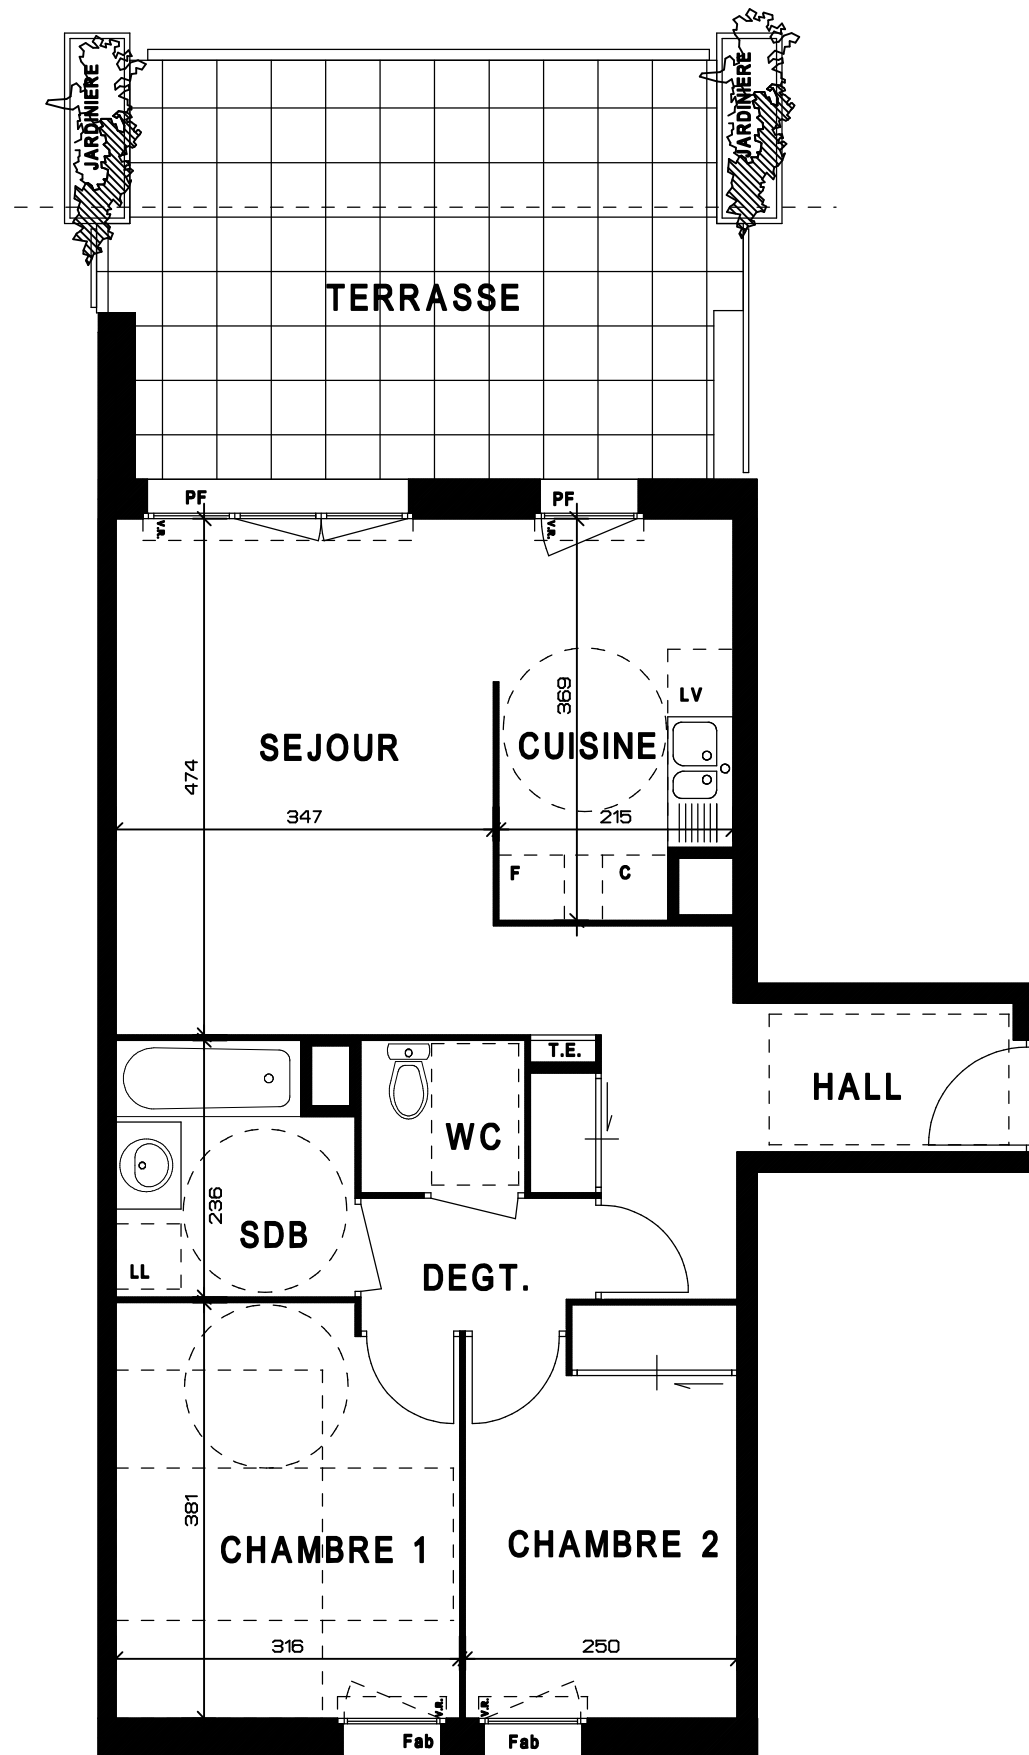 JARDINIERE
JARDINIERE
TERRASSE
PF
PF
V.R.
V.R.
369
LV
SEJOUR
CUISINE
474
347
215
F
C
T.E.
HALL
WC
236
SDB
DEGT.
LL
381
CHAMBRE 1
CHAMBRE 2
316
250
V.R.
V.R.
Fab
Fab